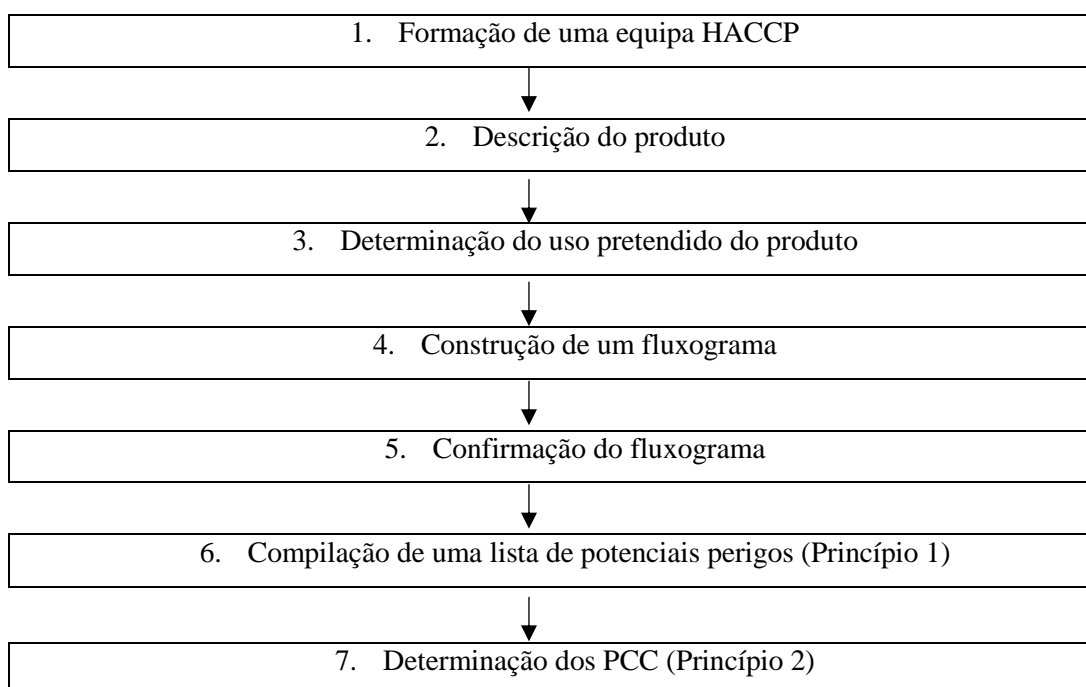 1. Formação de uma equipa HACCP
2. Descrição do produto
3. Determinação do uso pretendido do produto
4. Construção de um fluxograma
5. Confirmação do fluxograma
6. Compilação de uma lista de potenciais perigos (Princípio 1)
7. Determinação dos PCC (Princípio 2)